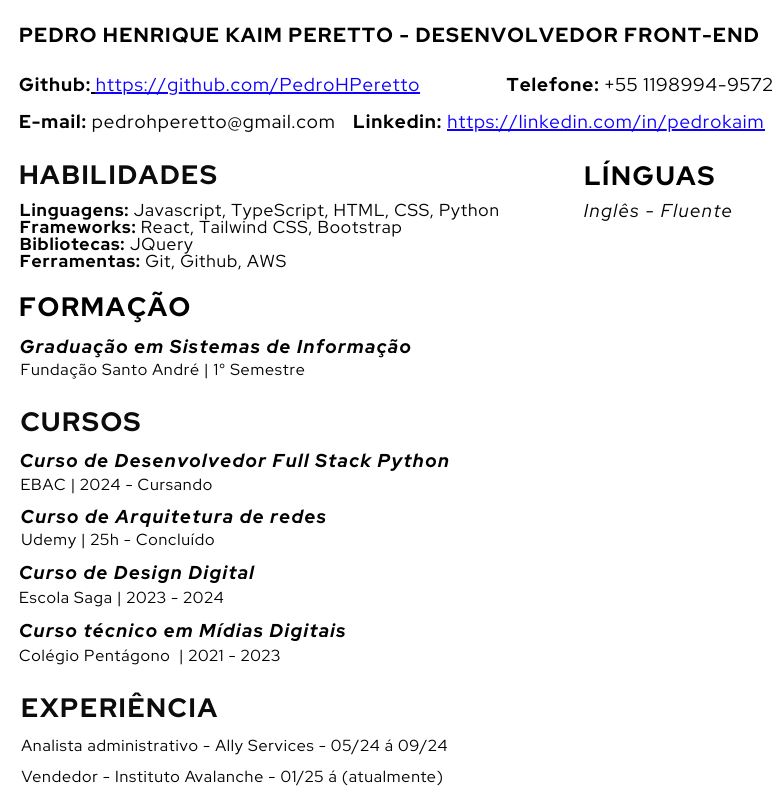 PEDRO HENRIQUE KAIM PERETTO - DESENVOLVEDOR FRONT-END
Github: https://github.com/PedroHPeretto Telefone: +55 1198994-9572
E-mail: pedrohperetto@gmail.com Linkedin: https://linkedin.com/in/pedrokaim
HABILIDADES
Linguagens: Javascript, TypeScript, HTML, CSS, Python
Frameworks: React, Tailwind CSS, Bootstrap
Bibliotecas: JQuery
Ferramentas: Git, Github, AWS
LÍNGUAS
Inglês - Fluente
FORMAÇÃO
Graduação em Sistemas de Informação
Fundação Santo André | 1° Semestre
CURSOS
Curso de Desenvolvedor Full Stack Python
EBAC | 2024 - Cursando
Curso de Arquitetura de redes
Udemy | 25h - Concluído
Curso de Design Digital
Escola Saga | 2023 - 2024
Curso técnico em Mídias Digitais
Colégio Pentágono | 2021 - 2023
EXPERIÊNCIA
Analista administrativo - Ally Services - 05/24 á 09/24
Vendedor - Instituto Avalanche - 01/25 á (atualmente)